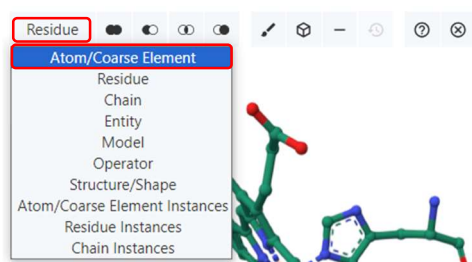 Residue
Atom/Coarse Element
Residue
Chain
Entity
Model
Operator
Structure/Shape
Atom/Coarse Element Instances
Residue Instances
Chain Instances